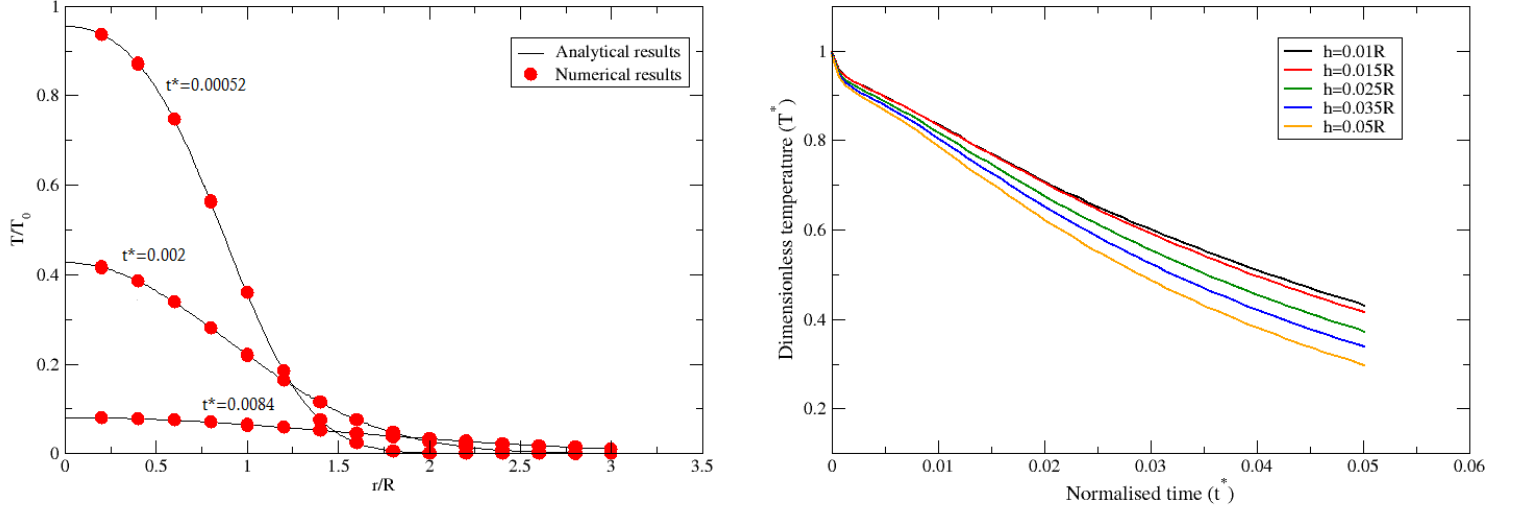 1
0.8
0.6
0.4
0.2
0
T/T0
t*=0.00052
t*=0.002
t*=0.0084
Analytical results
Numerical results
0 0.5 1 1.5 2 2.5 3 3.5
r/R
1
0.8
0.6
0.4
0.2
Dimensionless temperature (T*)
h=0.01R
h=0.015R
h=0.025R
h=0.035R
h=0.05R
0 0.01 0.02 0.03 0.04 0.05 0.06
Normalised time (t*)